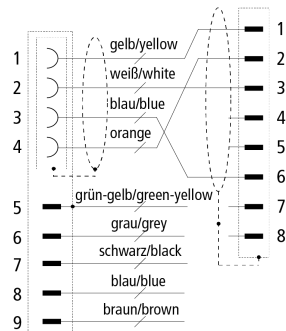 gelb/yellow
1
1
weiß/white
2
2
blau/blue
3
3
orange
4
4
5
6
grün-gelb/green-yellow
5
7
grau/grey
6
8
schwarz/black
7
blau/blue
8
braun/brown
9